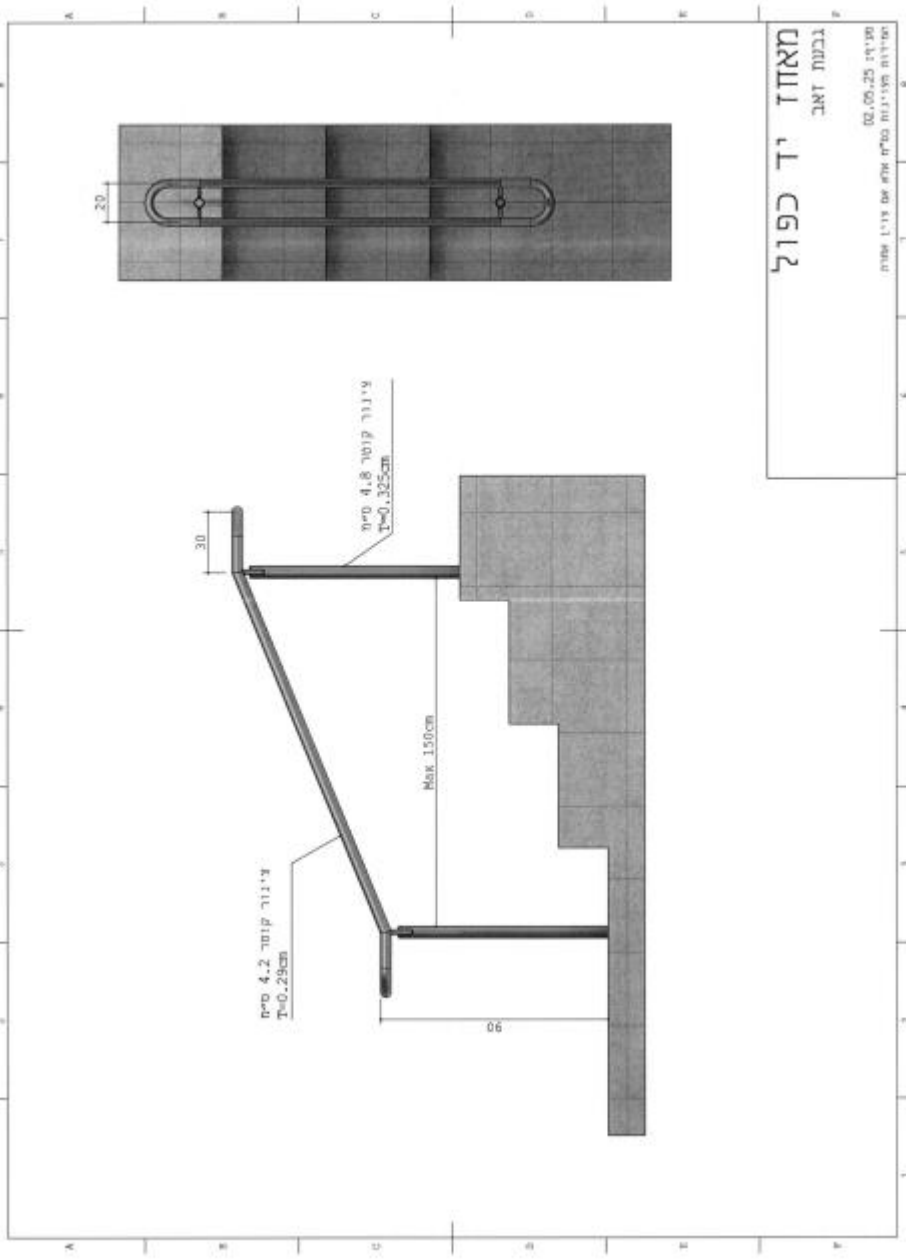 מאחז יד כפול
גבעת זאב
02.05.25
20
30
צינור קוטר 4.8 ס"מ
T=0.325cm
Max 150cm
צינור קוטר 4.2 ס"מ
T=0.29cm
90